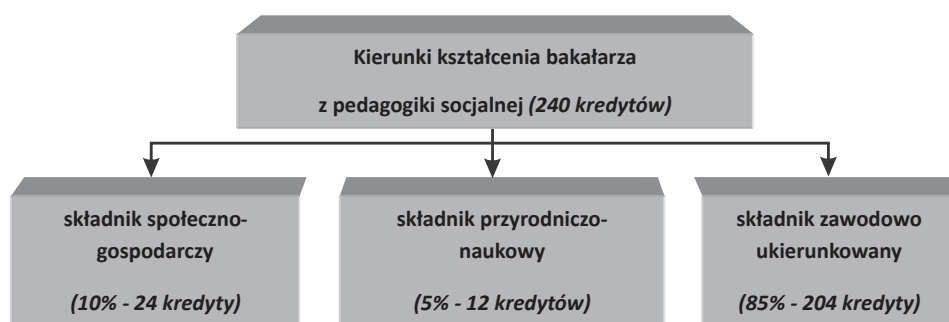 Kierunki kształcenia bakałarza
z pedagogiki socjalnej (240 kredytów)
składnik społeczno-
gospodarczy
(10% - 24 kredyty)
składnik przyrodniczo-
naukowy
(5% - 12 kredytów)
składnik zawodowo
ukierunkowany
(85% - 204 kredyty)